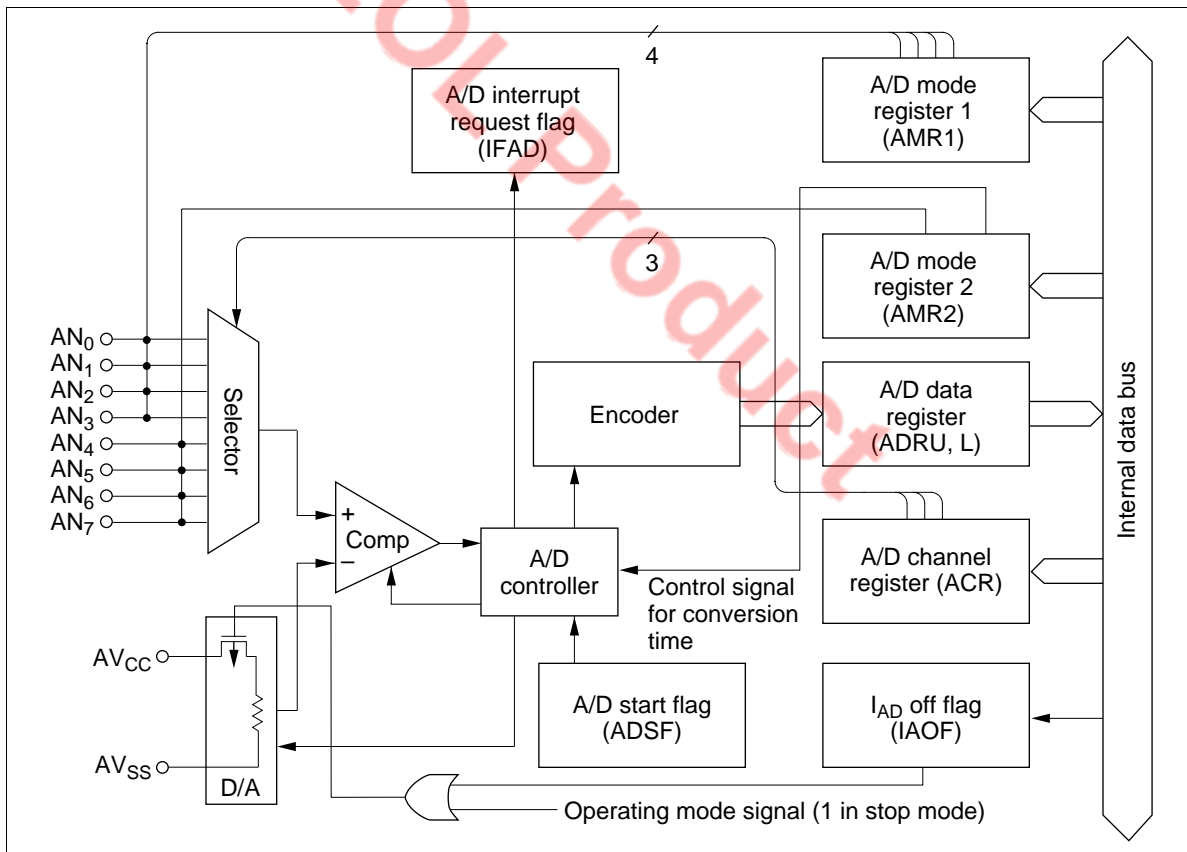 4
A/D interrupt
request flag
(IFAD)
A/D mode
register 1
(AMR1)
3
A/D mode
register 2
(AMR2)
AN0
AN1
AN2
AN3
AN4
AN5
AN6
AN7
Selector
Encoder
A/D data
register
(ADRU, L)
Internal data bus
+
Comp
−
A/D
controller
Control signal
for conversion
time
A/D channel
register (ACR)
AVCC
AVSS
D/A
A/D start flag
(ADSF)
IAD off flag
(IAOF)
Operating mode signal (1 in stop mode)
OL Product